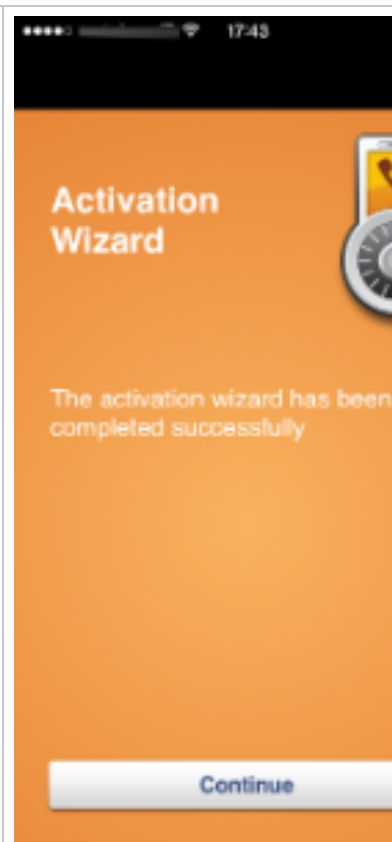 17:43
Activation
Wizard
The activation wizard has been
completed successfully
Continue